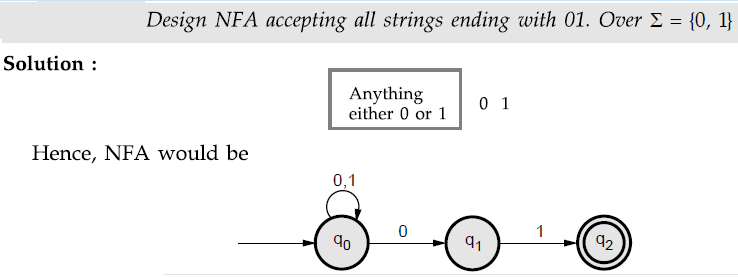 Design NFA accepting all strings ending with 01. Over Σ = {0, 1}
Solution :
Anything
either 0 or 1
0 1
Hence, NFA would be
0,1
q₀
0
q₁
1
q₂